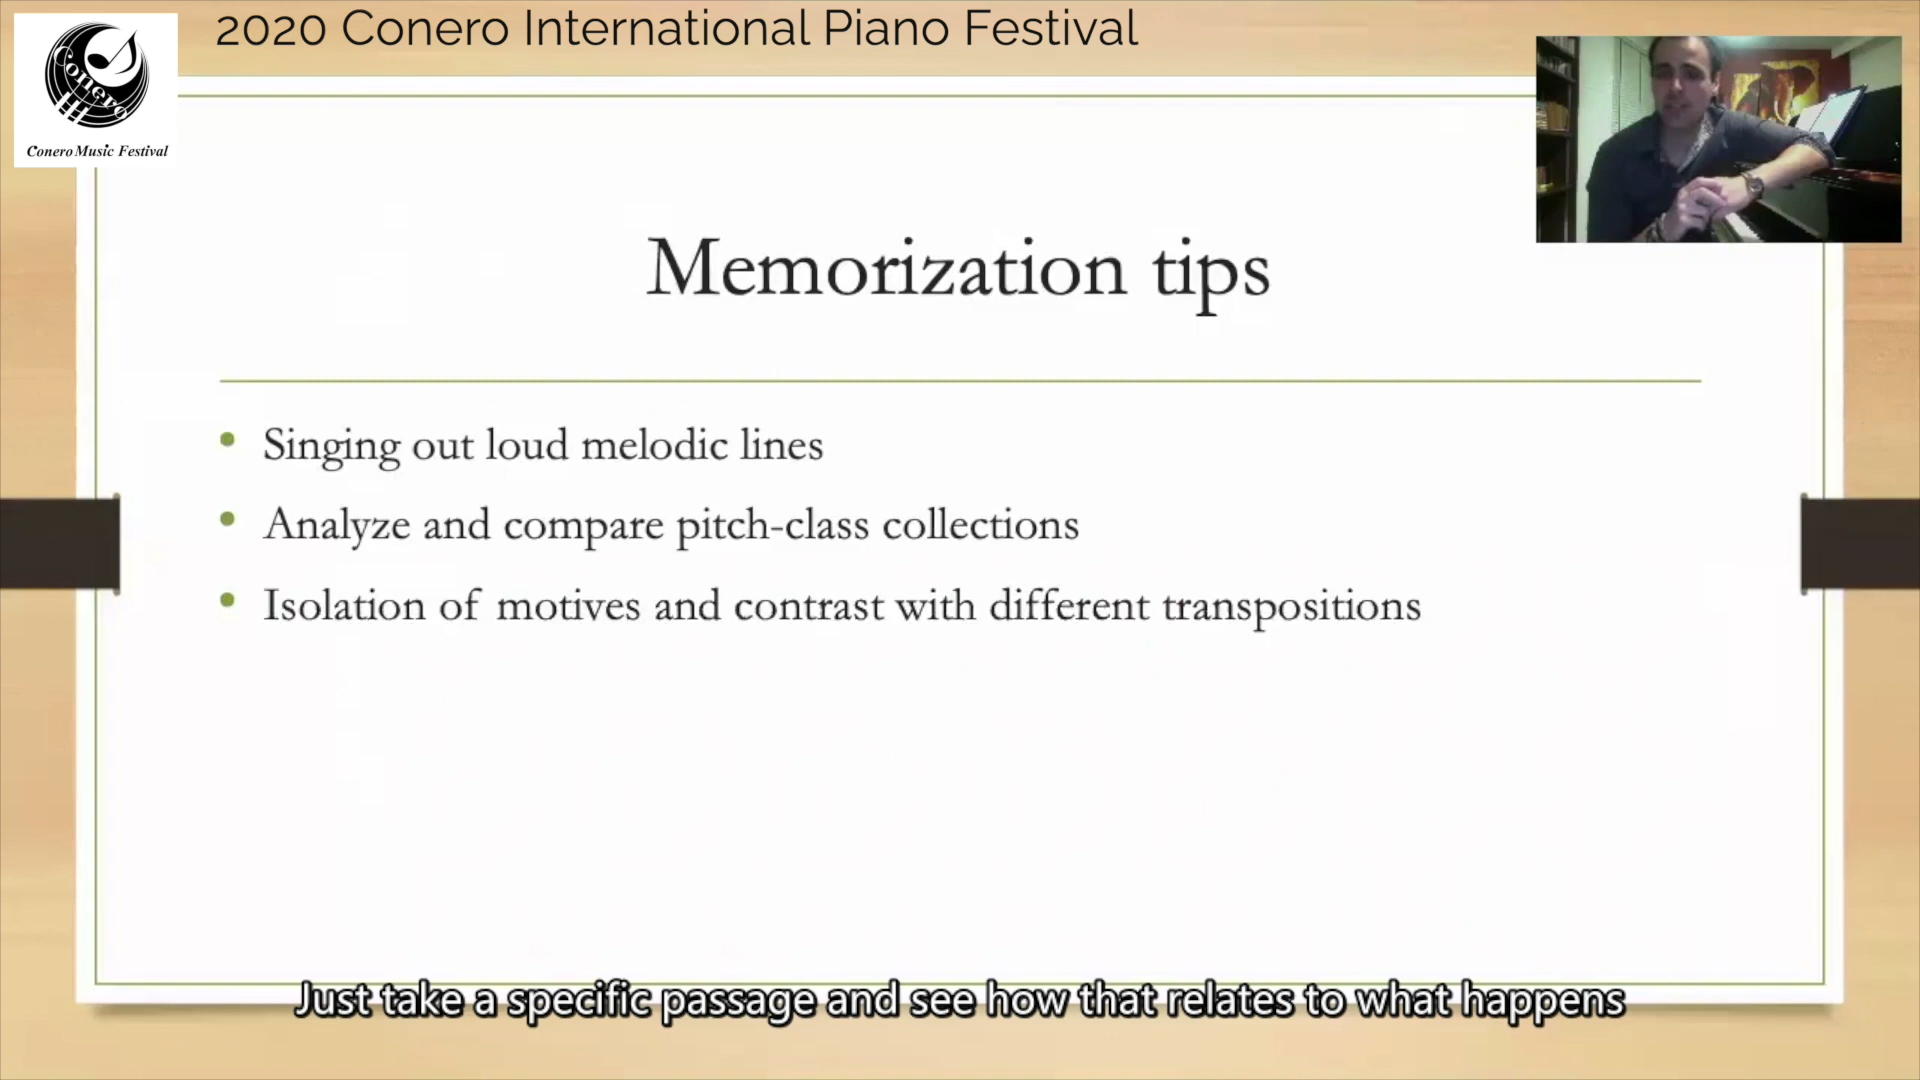 2020 Conero International Piano Festival
Conero
Conero Music Festival
Memorization tips
• Singing out loud melodic lines
• Analyze and compare pitch-class collections
• Isolation of motives and contrast with different transpositions
Just take a specific passage and see how that relates to what happens